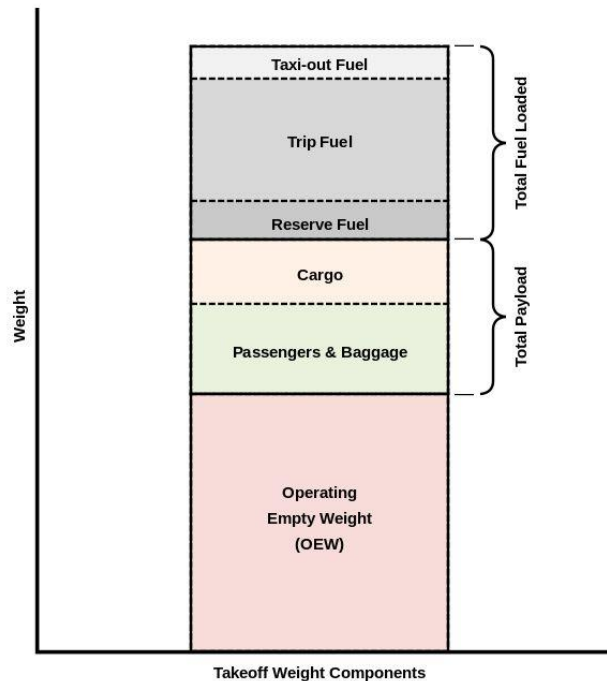 Taxi-out Fuel
Trip Fuel
Reserve Fuel
Total Fuel Loaded
Cargo
Passengers & Baggage
Total Payload
Weight
Operating
Empty Weight
(OEW)
Takeoff Weight Components